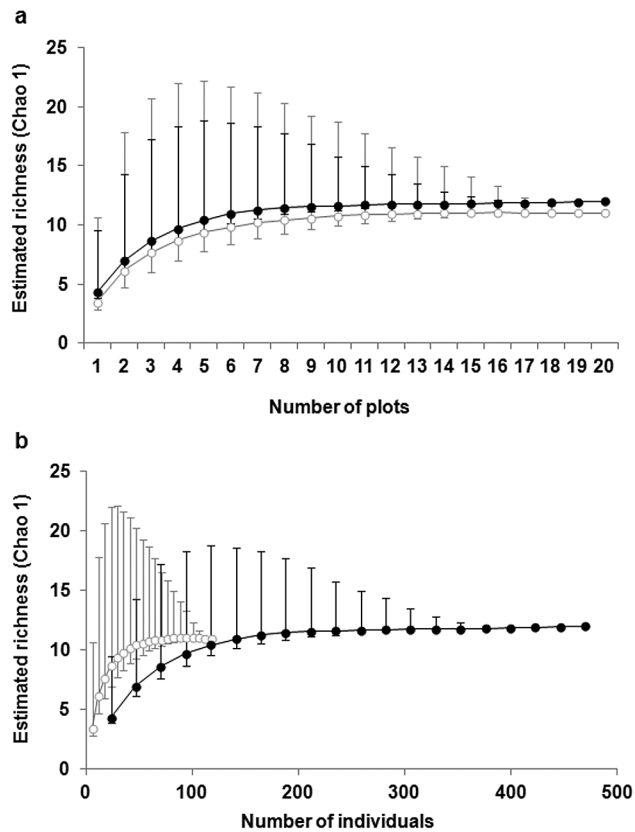 a
Estimated richness (Chao 1)
25
20
15
10
5
0
1 2 3 4 5 6 7 8 9 10 11 12 13 14 15 16 17 18 19 20
Number of plots
b
Estimated richness (Chao 1)
25
20
15
10
5
0
0 100 200 300 400 500
Number of individuals